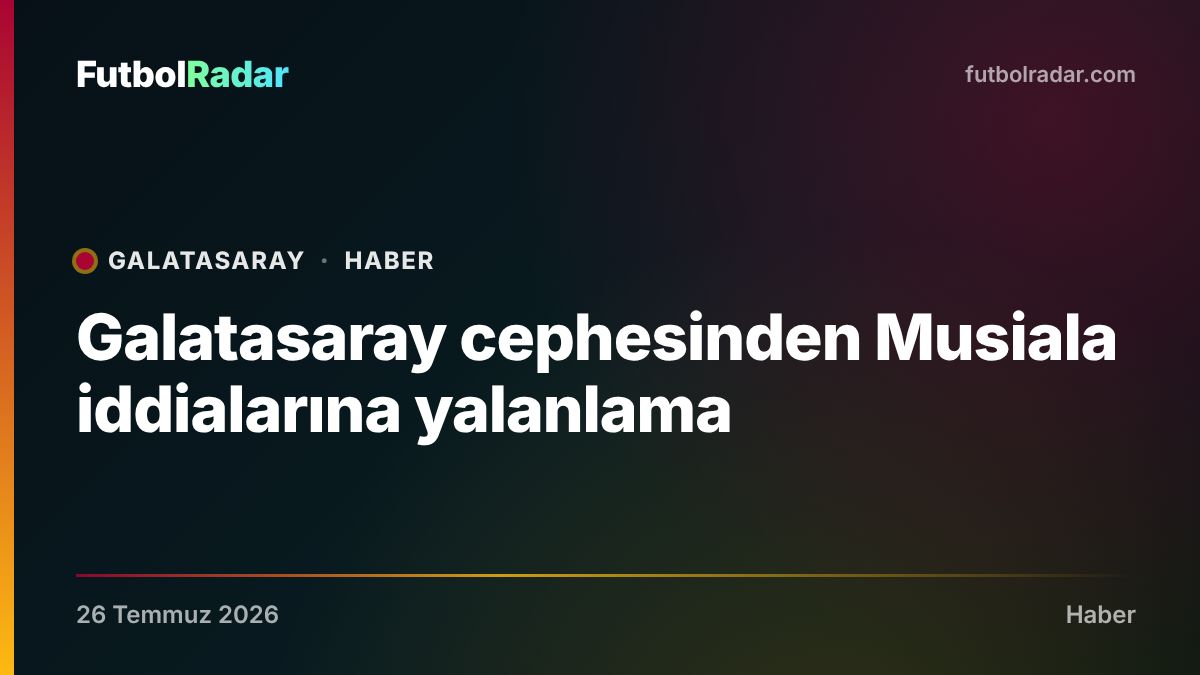 FutbolRadar
futbolradar.com
GALATASARAY · HABER
Galatasaray cephesinden Musiala
iddialarına yalanlama
26 Temmuz 2026
Haber